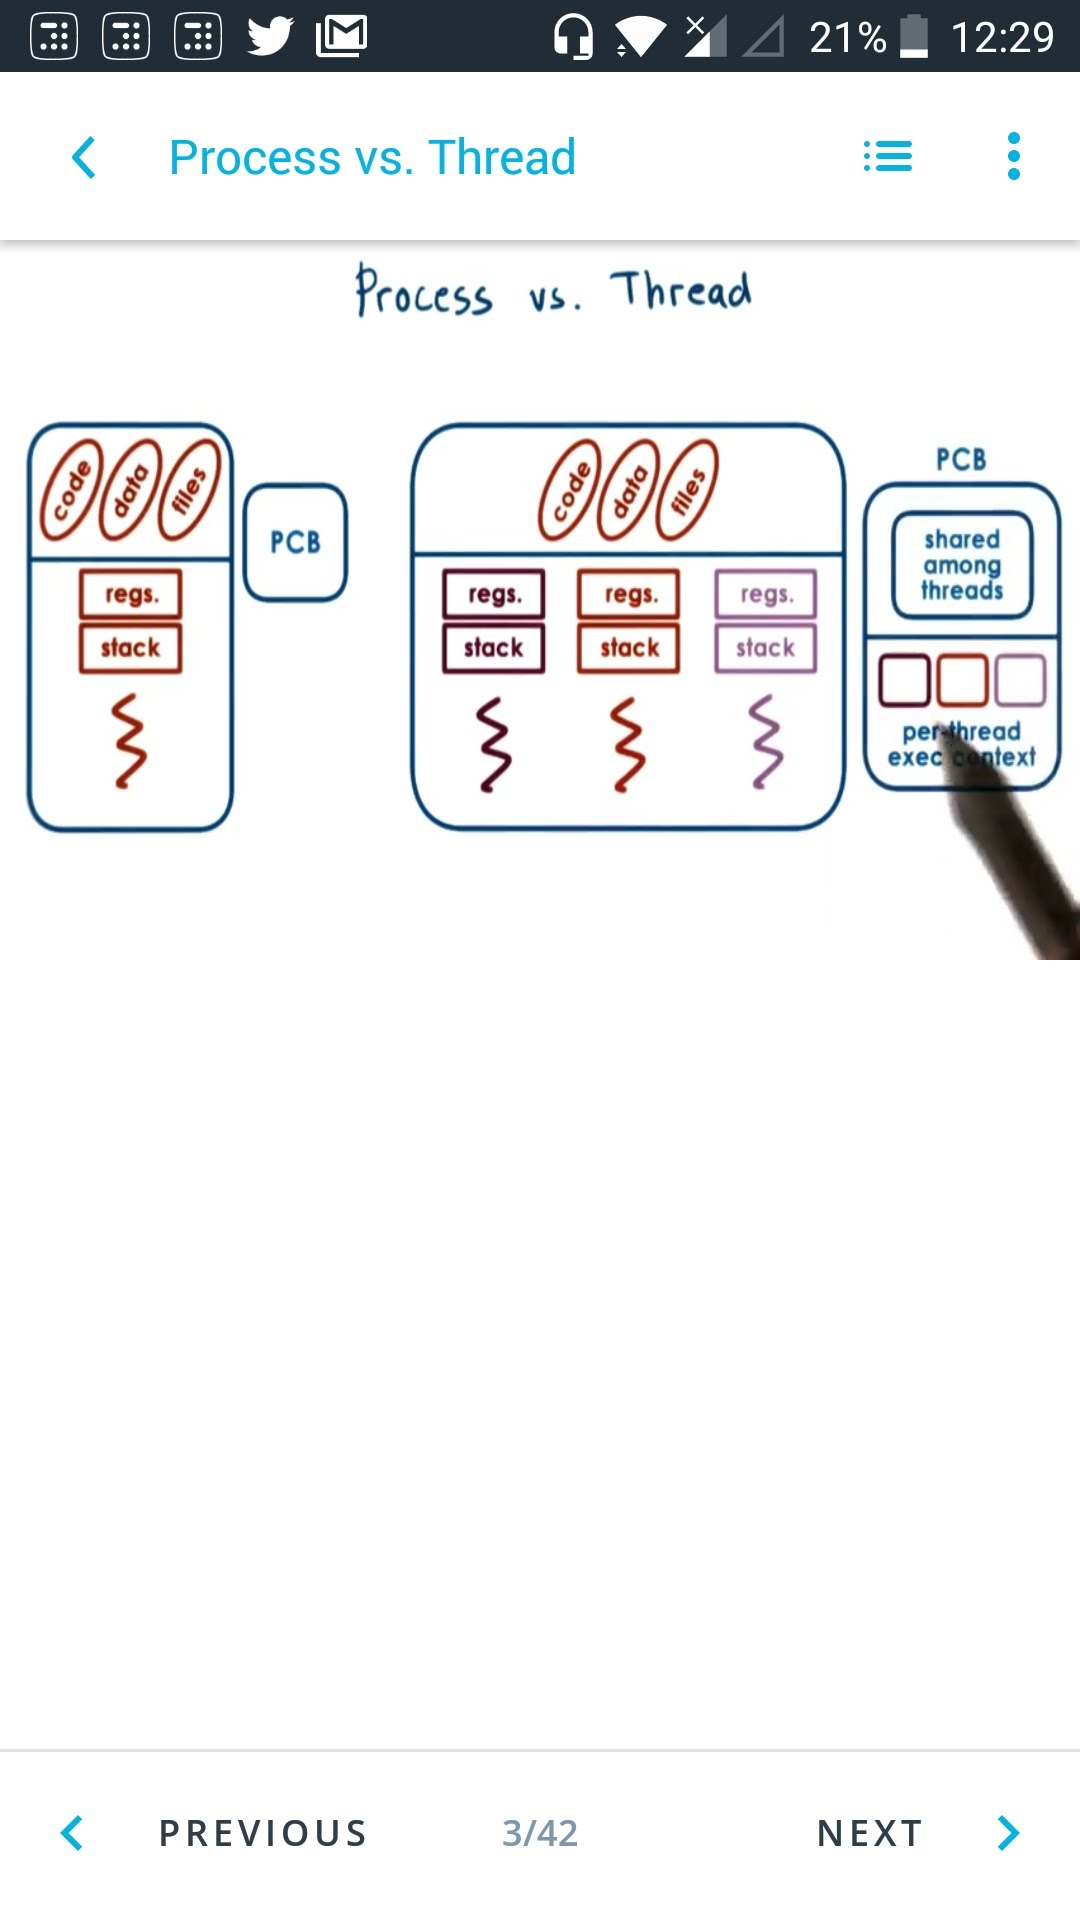 21% 12:29
Process vs. Thread
Process vs. Thread
code data files
PCB
regs.
stack
code data files
regs. regs. regs.
stack stack stack
PCB
shared
among
threads
per-thread
exec context
PREVIOUS 3/42 NEXT